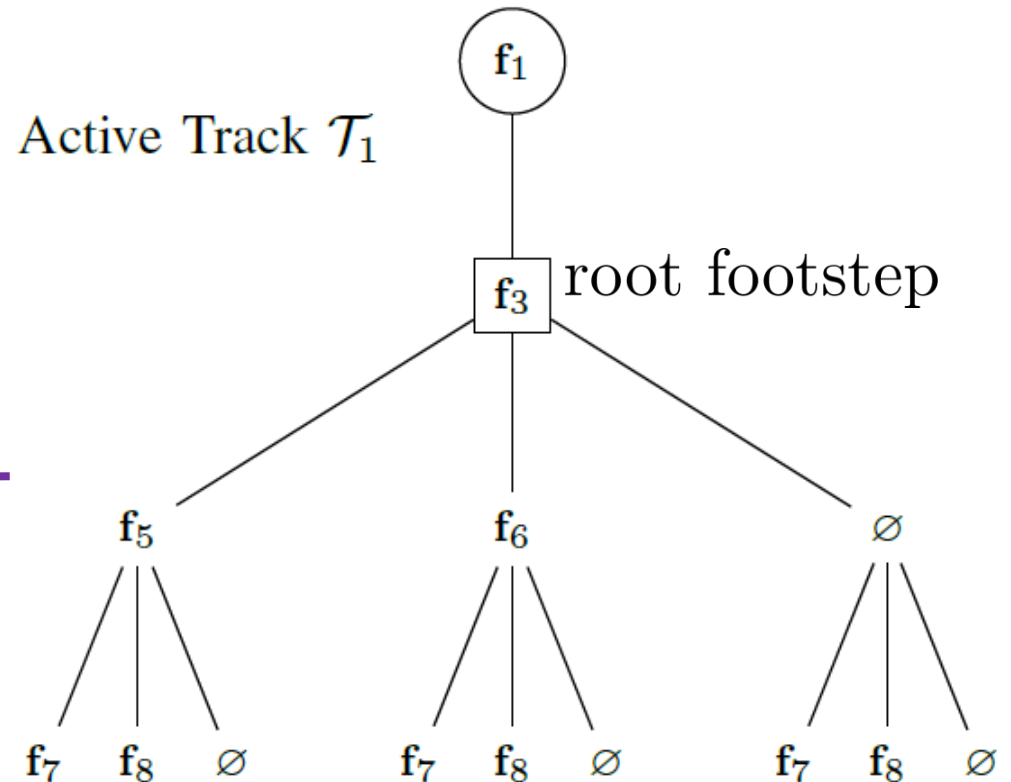 f₁
Active Track 𝒯₁
f₃ root footstep
f₅ f₆ ∅
f₇ f₈ ∅ f₇ f₈ ∅ f₇ f₈ ∅